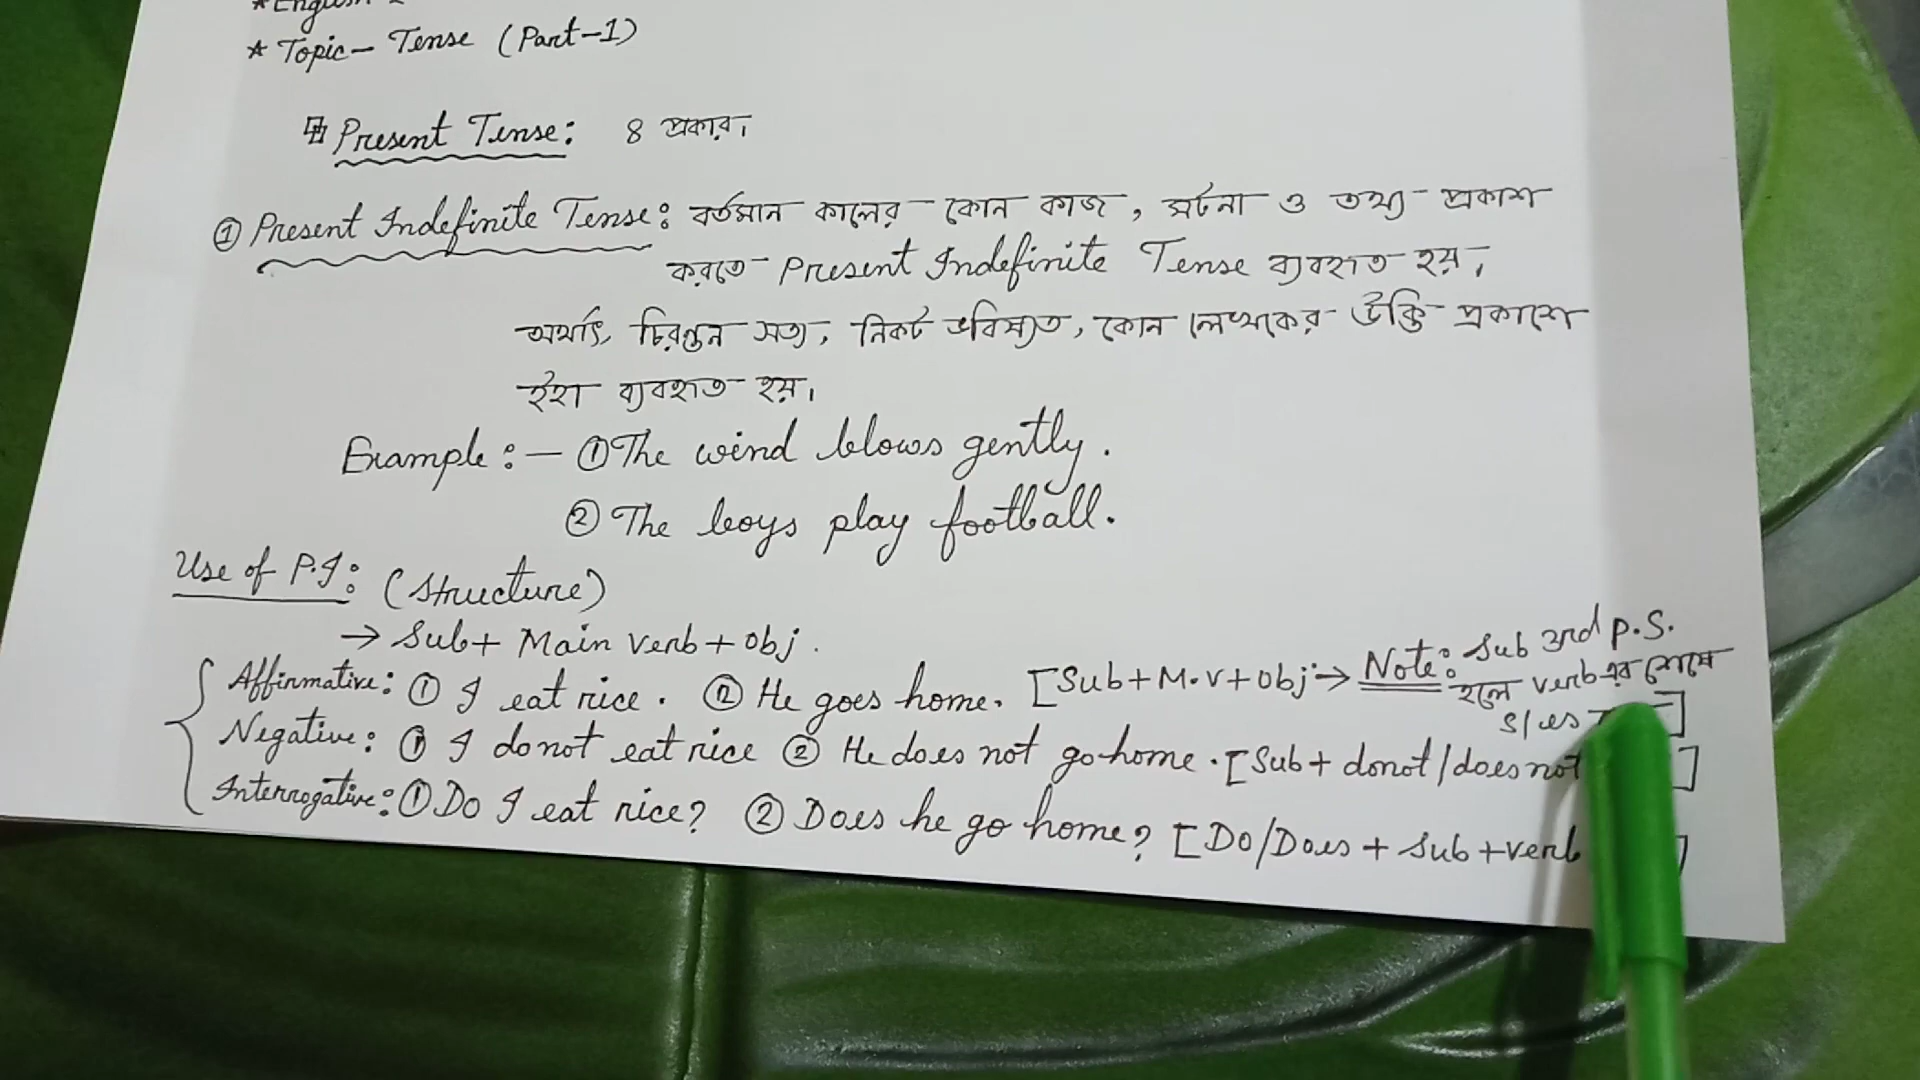 * English
* Topic- Tense (Part-1)
Present Tense: ৪ প্রকার।
① Present Indefinite Tense: বর্তমান কালের কোন কাজ, ঘটনা ও তথ্য প্রকাশ
করতে Present Indefinite Tense ব্যবহৃত হয়।
অর্থাৎ, চিরন্তন সত্য, নিকট ভবিষ্যত, কোন লেখকের উক্তি প্রকাশে
ইহা ব্যবহৃত হয়।
Example:- ① The wind blows gently.
② The boys play football.
Use of P.I: (Structure)
→ Sub + Main verb + obj.
Affirmative: ① I eat rice. ② He goes home. [Sub+M.v+obj → Note: Sub 3rd P.S.
হলে verb এর শেষে
s/es ]
Negative: ① I do not eat rice ② He does not go home. [Sub + donot/doesnot ]
Interrogative: ① Do I eat rice? ② Does he go home? [Do/Does + Sub + verb ]